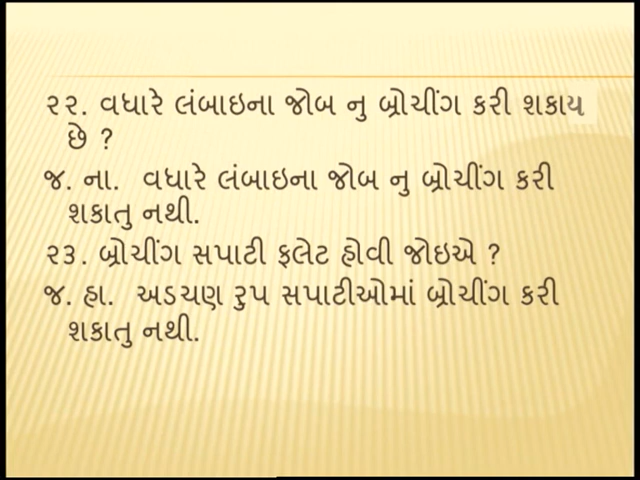 ૨૨. વધારે લંબાઇના જોબ નુ બ્રોચીંગ કરી શકાય
છે ?
જ. ના. વધારે લંબાઇના જોબ નુ બ્રોચીંગ કરી
શકાતુ નથી.
૨૩. બ્રોચીંગ સપાટી ફલેટ હોવી જોઇએ ?
જ. હા. અડચણ રુપ સપાટીઓમાં બ્રોચીંગ કરી
શકાતુ નથી.